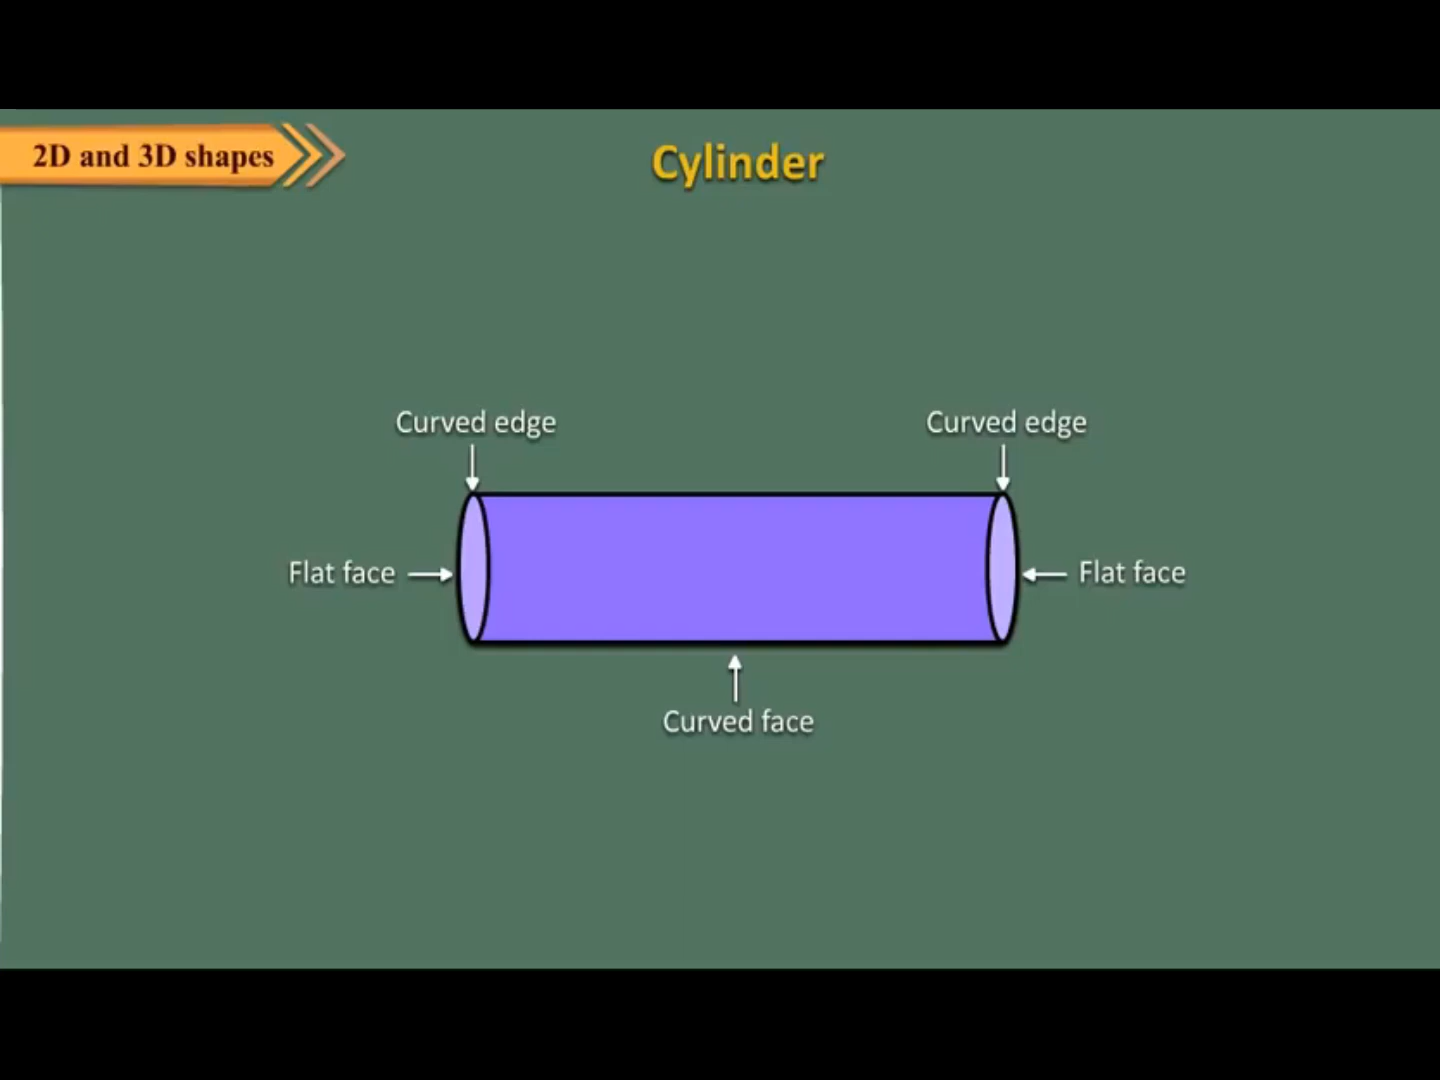 2D and 3D shapes
Cylinder
Curved edge
Curved edge
Flat face
Flat face
Curved face